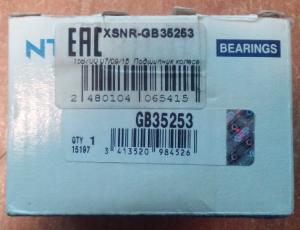 NT
EAC XSNR-GB35253
07/09/15 Подшипник колеса
BEARINGS
2 480104 065415
GB35253
QTY 1
15197
3 413520 984526